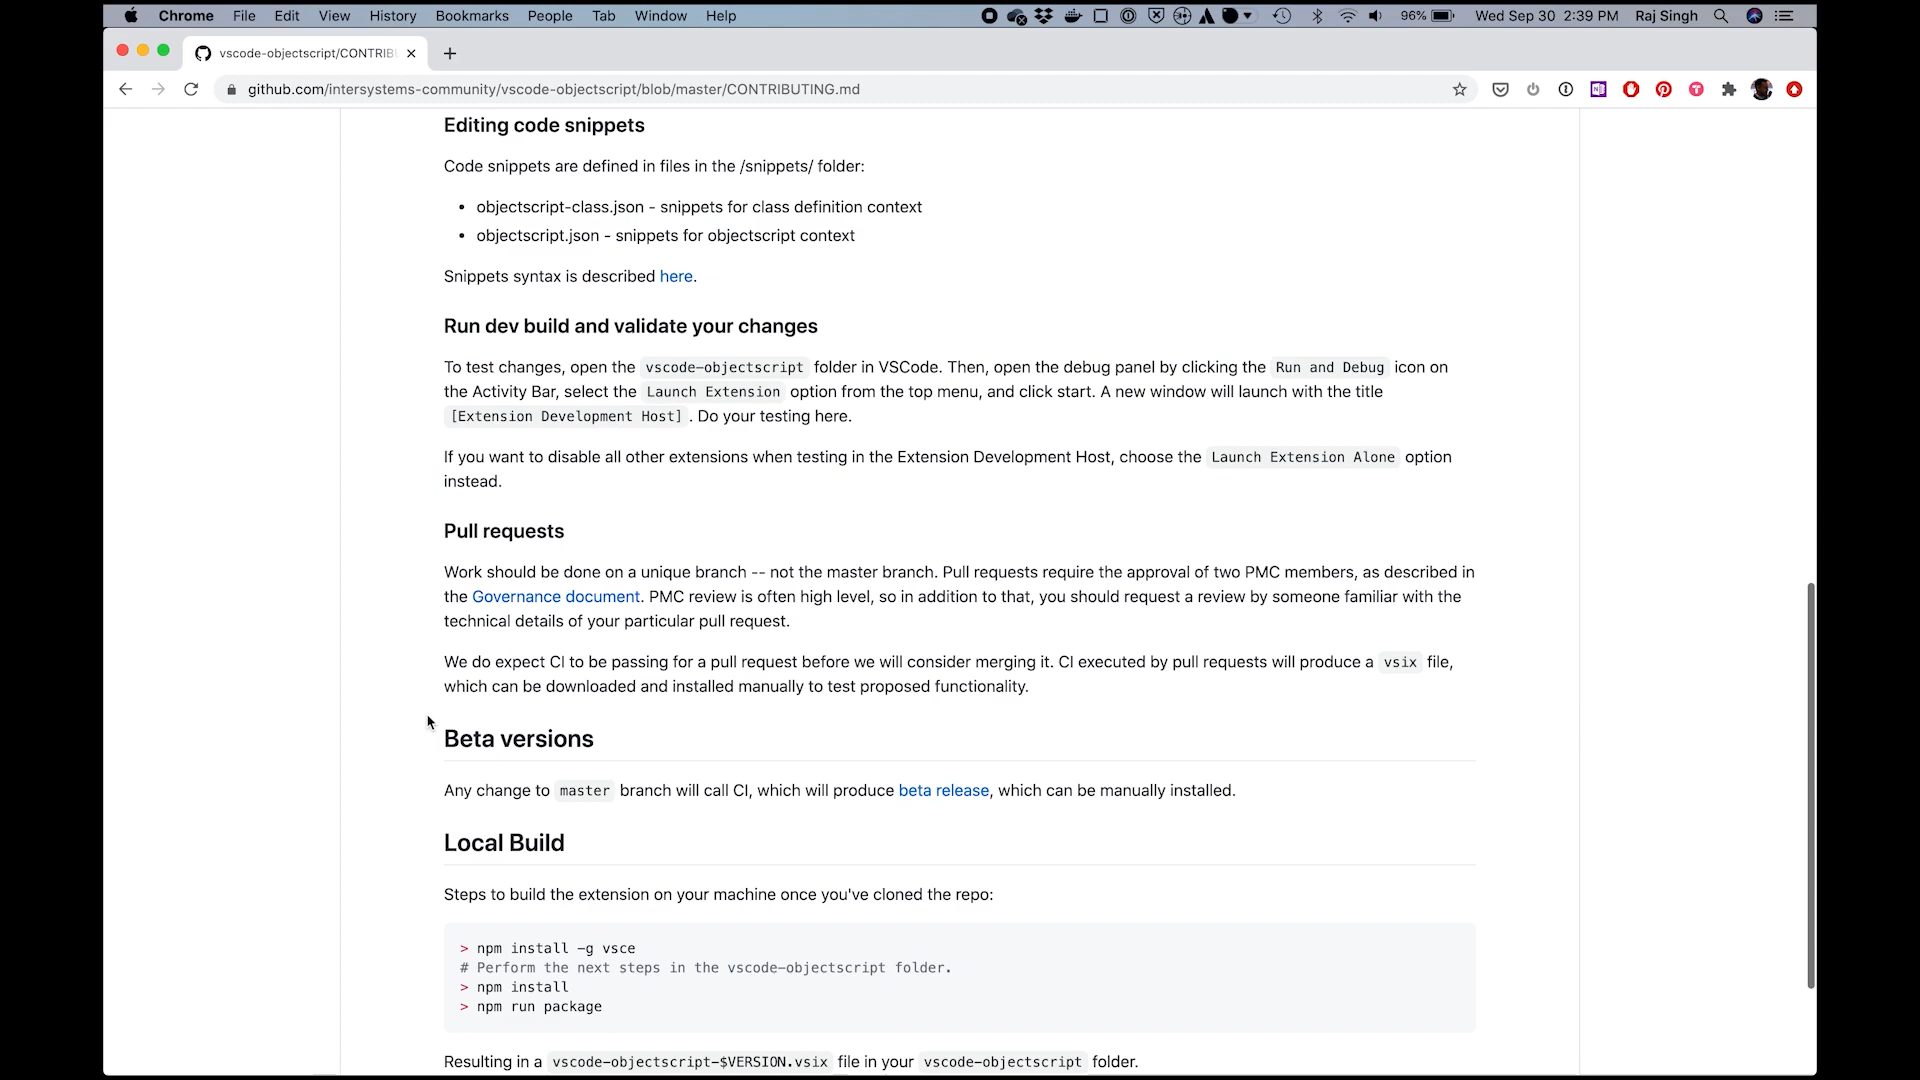 Chrome File Edit View History Bookmarks People Tab Window Help 96% Wed Sep 30 2:39 PM Raj Singh
vscode-objectscript/CONTRIB
github.com/intersystems-community/vscode-objectscript/blob/master/CONTRIBUTING.md
Editing code snippets
Code snippets are defined in files in the /snippets/ folder:
• objectscript-class.json - snippets for class definition context
• objectscript.json - snippets for objectscript context
Snippets syntax is described here.
Run dev build and validate your changes
To test changes, open the vscode-objectscript folder in VSCode. Then, open the debug panel by clicking the Run and Debug icon on
the Activity Bar, select the Launch Extension option from the top menu, and click start. A new window will launch with the title
[Extension Development Host] . Do your testing here.
If you want to disable all other extensions when testing in the Extension Development Host, choose the Launch Extension Alone option
instead.
Pull requests
Work should be done on a unique branch -- not the master branch. Pull requests require the approval of two PMC members, as described in
the Governance document. PMC review is often high level, so in addition to that, you should request a review by someone familiar with the
technical details of your particular pull request.
We do expect CI to be passing for a pull request before we will consider merging it. CI executed by pull requests will produce a vsix file,
which can be downloaded and installed manually to test proposed functionality.
Beta versions
Any change to master branch will call CI, which will produce beta release, which can be manually installed.
Local Build
Steps to build the extension on your machine once you've cloned the repo:
> npm install -g vsce
# Perform the next steps in the vscode-objectscript folder.
> npm install
> npm run package
Resulting in a vscode-objectscript-$VERSION.vsix file in your vscode-objectscript folder.